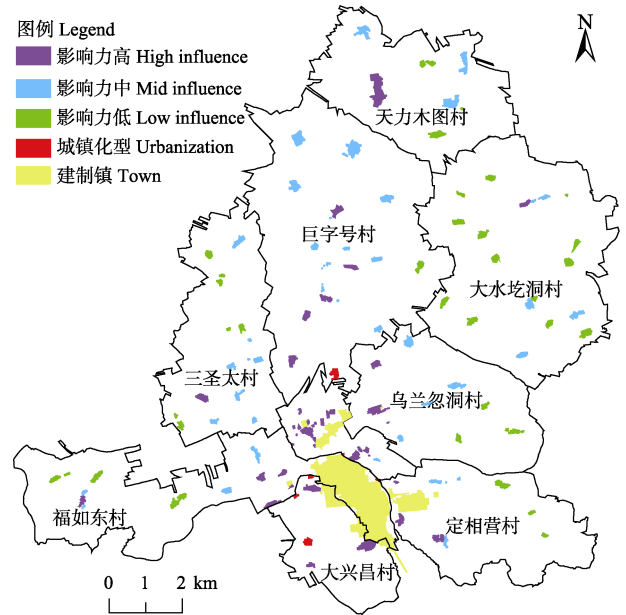 图例 Legend
影响力高 High influence
影响力中 Mid influence
影响力低 Low influence
城镇化型 Urbanization
建制镇 Town
N
天力木图村
巨字号村
大水圪洞村
三圣太村
乌兰忽洞村
福如东村
定相营村
大兴昌村
0 1 2 km